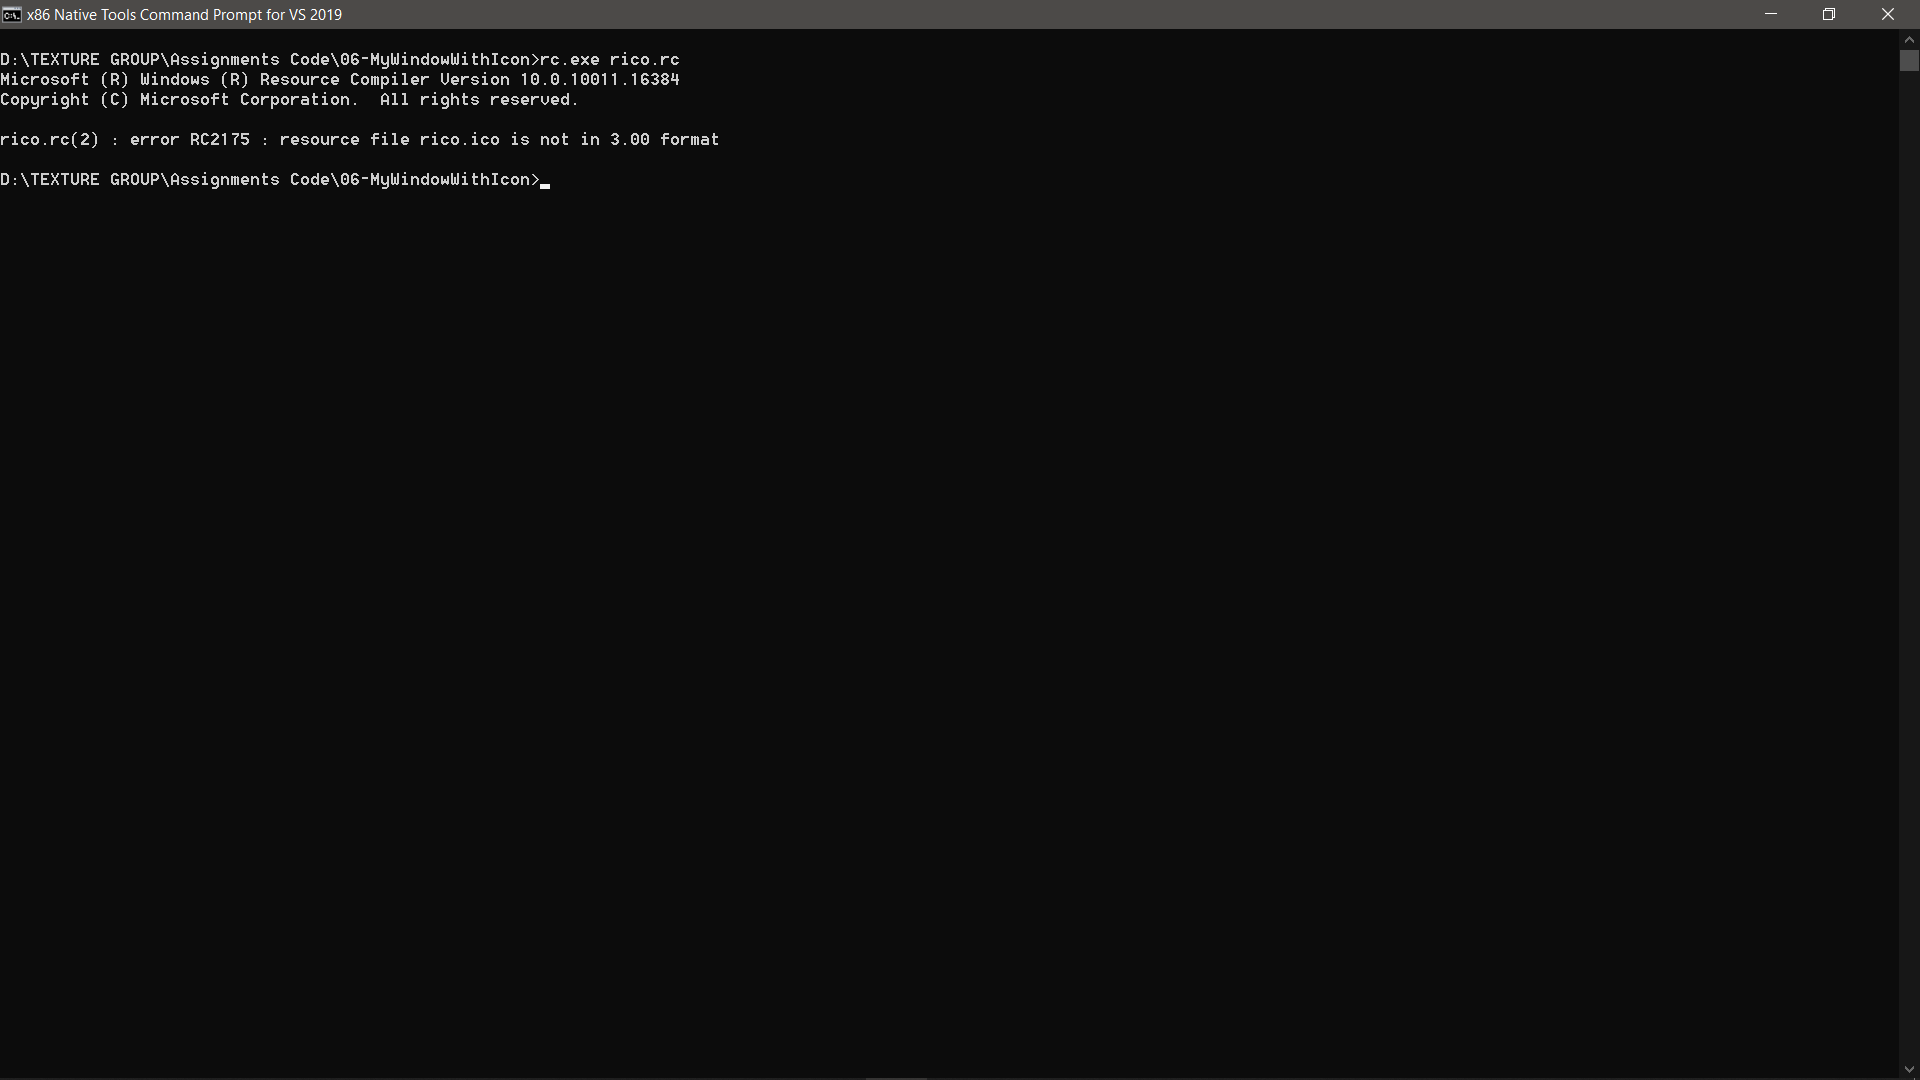 x86 Native Tools Command Prompt for VS 2019
D:\TEXTURE GROUP\Assignments Code\06-MyWindowWithIcon>rc.exe rico.rc
Microsoft (R) Windows (R) Resource Compiler Version 10.0.10011.16384
Copyright (C) Microsoft Corporation.  All rights reserved.
rico.rc(2) : error RC2175 : resource file rico.ico is not in 3.00 format
D:\TEXTURE GROUP\Assignments Code\06-MyWindowWithIcon>